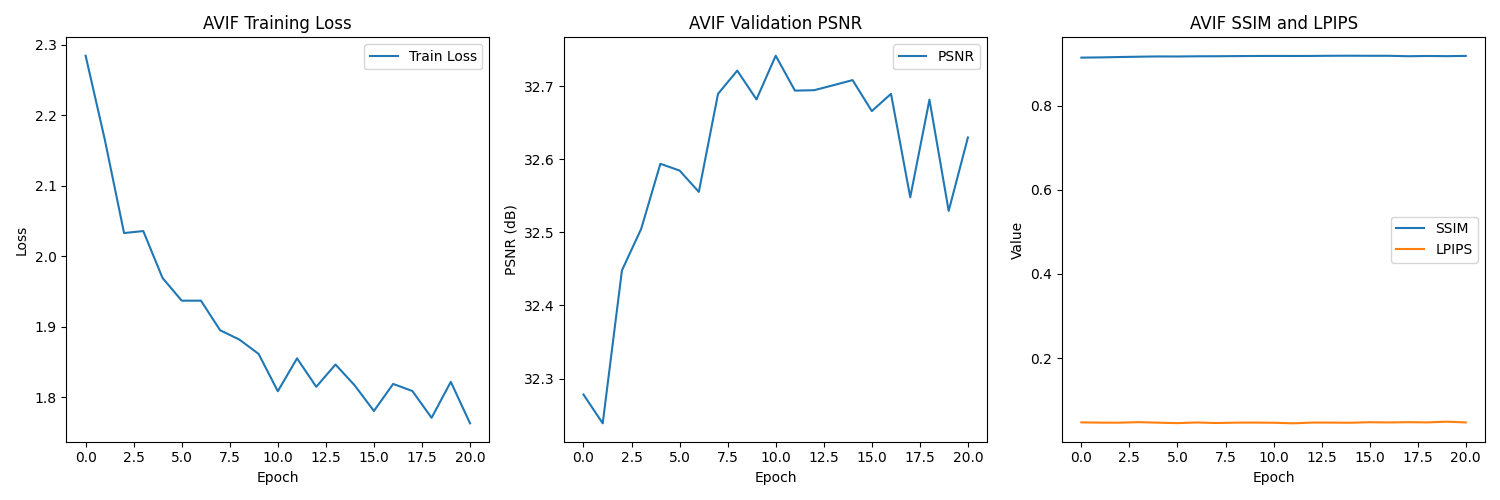 AVIF Training Loss
Train Loss
2.3
2.2
2.1
2.0
1.9
1.8
Loss
0.0 2.5 5.0 7.5 10.0 12.5 15.0 17.5 20.0
Epoch
AVIF Validation PSNR
PSNR
32.7
32.6
32.5
32.4
32.3
PSNR (dB)
0.0 2.5 5.0 7.5 10.0 12.5 15.0 17.5 20.0
Epoch
AVIF SSIM and LPIPS
0.8
0.6
0.4
0.2
Value
SSIM
LPIPS
0.0 2.5 5.0 7.5 10.0 12.5 15.0 17.5 20.0
Epoch